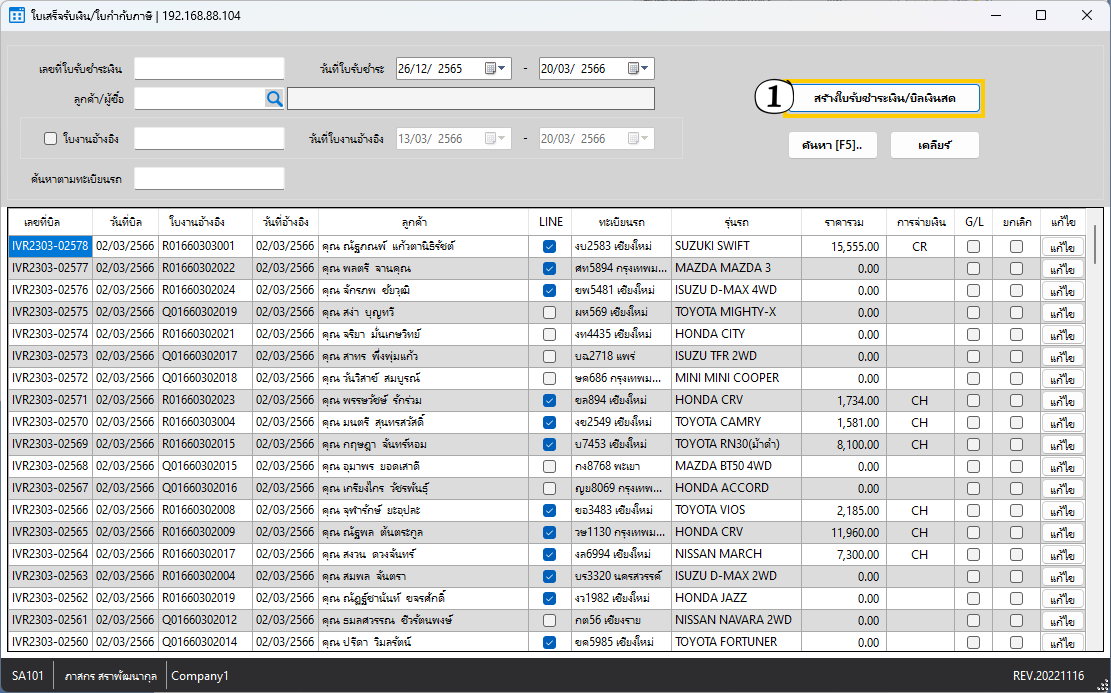 ใบเสร็จรับเงิน/ใบกำกับภาษี | 192.168.88.104
เลขที่ใบรับชำระเงิน วันที่ใบรับชำระ 26/12/ 2565 - 20/03/ 2566
ลูกค้า/ผู้ซื้อ
1 สร้างใบรับชำระเงิน/บิลเงินสด
ใบงานอ้างอิง วันที่ใบงานอ้างอิง 13/03/ 2566 - 20/03/ 2566
ค้นหา [F5].. เคลียร์
ค้นหาตามทะเบียนรถ
เลขที่บิล วันที่บิล ใบงานอ้างอิง วันที่อ้างอิง ลูกค้า LINE ทะเบียนรถ รุ่นรถ ราคารวม การจ่ายเงิน G/L ยกเลิก แก้ไข
IVR2303-02578 02/03/2566 R01660303001 02/03/2566 คุณ ณัฐภณฑ์ แก้วตานิธิรัชต์ งบ2583 เชียงใหม่ SUZUKI SWIFT 15,555.00 CR แก้ไข
IVR2303-02577 02/03/2566 R01660302022 02/03/2566 คุณ พลตรี จานคุณ ศท5894 กรุงเทพม... MAZDA MAZDA 3 0.00 แก้ไข
IVR2303-02576 02/03/2566 R01660302024 02/03/2566 คุณ จักรภพ ชัยวุฒิ ขพ5481 เชียงใหม่ ISUZU D-MAX 4WD 0.00 แก้ไข
IVR2303-02575 02/03/2566 Q01660302019 02/03/2566 คุณ สง่า บุญทวี ผห569 เชียงใหม่ TOYOTA MIGHTY-X 0.00 แก้ไข
IVR2303-02574 02/03/2566 R01660302021 02/03/2566 คุณ จริยา มั่นเกษวิทย์ งท4435 เชียงใหม่ HONDA CITY 0.00 แก้ไข
IVR2303-02573 02/03/2566 Q01660302017 02/03/2566 คุณ สาทร พึ่งพุ่มแก้ว บฉ2718 แพร่ ISUZU TFR 2WD 0.00 แก้ไข
IVR2303-02572 02/03/2566 Q01660302018 02/03/2566 คุณ วันวิสาข์ สมบูรณ์ ษค686 กรุงเทพม... MINI MINI COOPER 0.00 แก้ไข
IVR2303-02571 02/03/2566 R01660302023 02/03/2566 คุณ พรรษวัชษ์ รักร่วม ขล894 เชียงใหม่ HONDA CRV 1,734.00 CH แก้ไข
IVR2303-02570 02/03/2566 R01660303004 02/03/2566 คุณ มนตรี สุนทรสวัสดิ์ งข2549 เชียงใหม่ TOYOTA CAMRY 1,581.00 CH แก้ไข
IVR2303-02569 02/03/2566 R01660302015 02/03/2566 คุณ กฤษฎา จันทร์หอม บ7453 เชียงใหม่ TOYOTA RN30(ม้าดำ) 8,100.00 CH แก้ไข
IVR2303-02568 02/03/2566 Q01660302015 02/03/2566 คุณ อุมาพร ยอดเสาดี กง8768 พะเยา MAZDA BT50 4WD 0.00 แก้ไข
IVR2303-02567 02/03/2566 Q01660302016 02/03/2566 คุณ เกรียงไกร วัชรพันธุ์ ญย8069 กรุงเทพ... HONDA ACCORD 0.00 แก้ไข
IVR2303-02566 02/03/2566 R01660302008 02/03/2566 คุณ จุฬารักษ์ ยะอุปละ ขอ3483 เชียงใหม่ TOYOTA VIOS 2,185.00 CH แก้ไข
IVR2303-02565 02/03/2566 R01660302009 02/03/2566 คุณ ณัฐพล ตันตระกูล วษ1130 กรุงเทพม... HONDA CRV 11,960.00 CH แก้ไข
IVR2303-02564 02/03/2566 R01660302017 02/03/2566 คุณ สงวน ดวงจันทร์ งล6994 เชียงใหม่ NISSAN MARCH 7,300.00 CH แก้ไข
IVR2303-02563 02/03/2566 R01660302004 02/03/2566 คุณ สมพล จันตรา บร3320 นครสวรรค์ ISUZU D-MAX 2WD 0.00 แก้ไข
IVR2303-02562 02/03/2566 R01660302019 02/03/2566 คุณ ณัฏฐ์ชานันท์ ขจรศักดิ์ งว1982 เชียงใหม่ HONDA JAZZ 0.00 แก้ไข
IVR2303-02561 02/03/2566 Q01660302012 02/03/2566 คุณ ธมลสวรรณ ชัวรัตนพงษ์ กต56 เชียงราย NISSAN NAVARA 2WD 0.00 แก้ไข
IVR2303-02560 02/03/2566 Q01660302014 02/03/2566 คุณ ปรีดา วิมลรัตน์ ขค5985 เชียงใหม่ TOYOTA FORTUNER 0.00 แก้ไข
SA101 ภาสกร สราพัฒนากุล Company1 REV.20221116